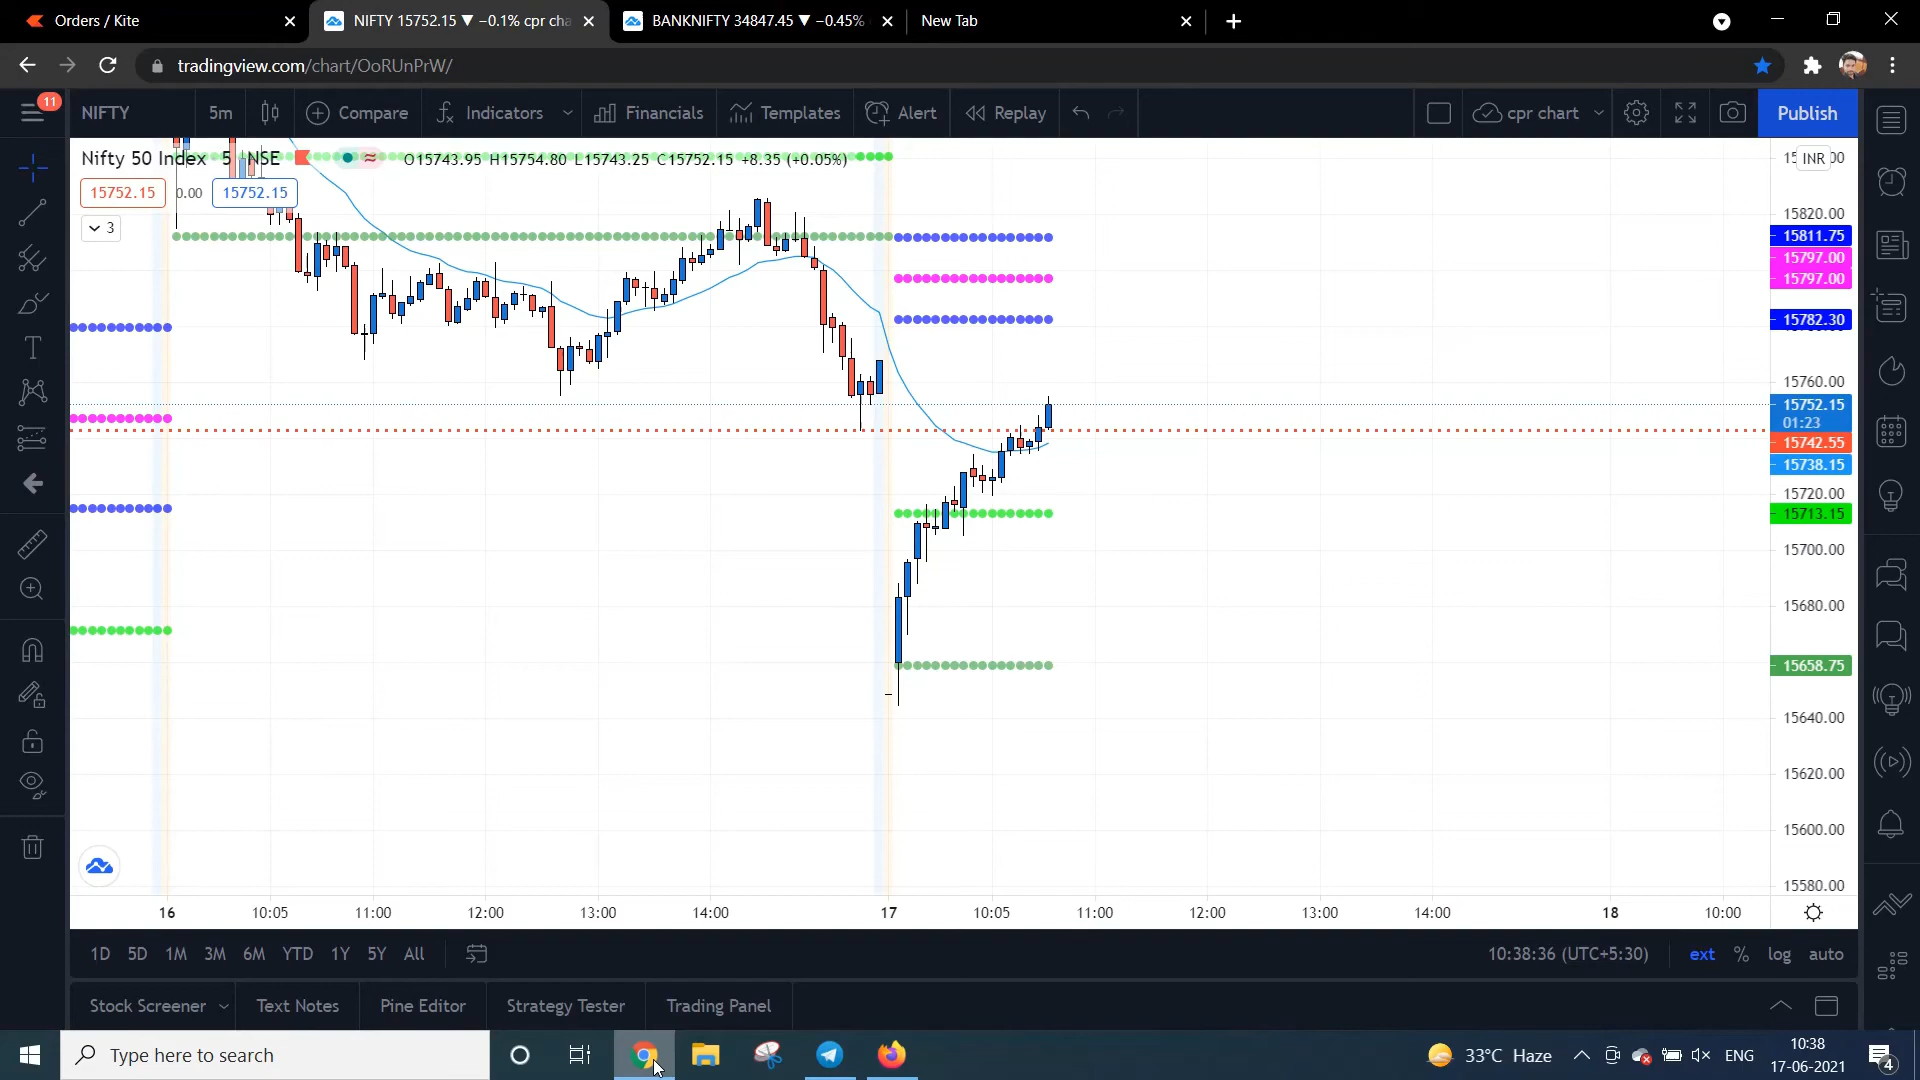 Orders / Kite
NIFTY 15752.15 ▼ −0.1% cpr cha
BANKNIFTY 34847.45 ▼ −0.45%
New Tab
tradingview.com/chart/OoRUnPrW/
11
NIFTY
5m
Compare
Indicators
Financials
Templates
Alert
Replay
cpr chart
Publish
Nifty 50 Index 5 NSE
O15743.95 H15754.80 L15743.25 C15752.15 +8.35 (+0.05%)
15752.15
0.00
15752.15
3
INR
15820.00
15811.75
15797.00
15797.00
15782.30
15760.00
15752.15
01:23
15742.55
15738.15
15720.00
15713.15
15700.00
15680.00
15658.75
15640.00
15620.00
15600.00
15580.00
16 10:05 11:00 12:00 13:00 14:00 17 10:05 11:00 12:00 13:00 14:00 18 10:00
1D 5D 1M 3M 6M YTD 1Y 5Y All
10:38:36 (UTC+5:30)
ext % log auto
Stock Screener
Text Notes
Pine Editor
Strategy Tester
Trading Panel
Type here to search
33°C Haze
ENG
10:38
17-06-2021
4